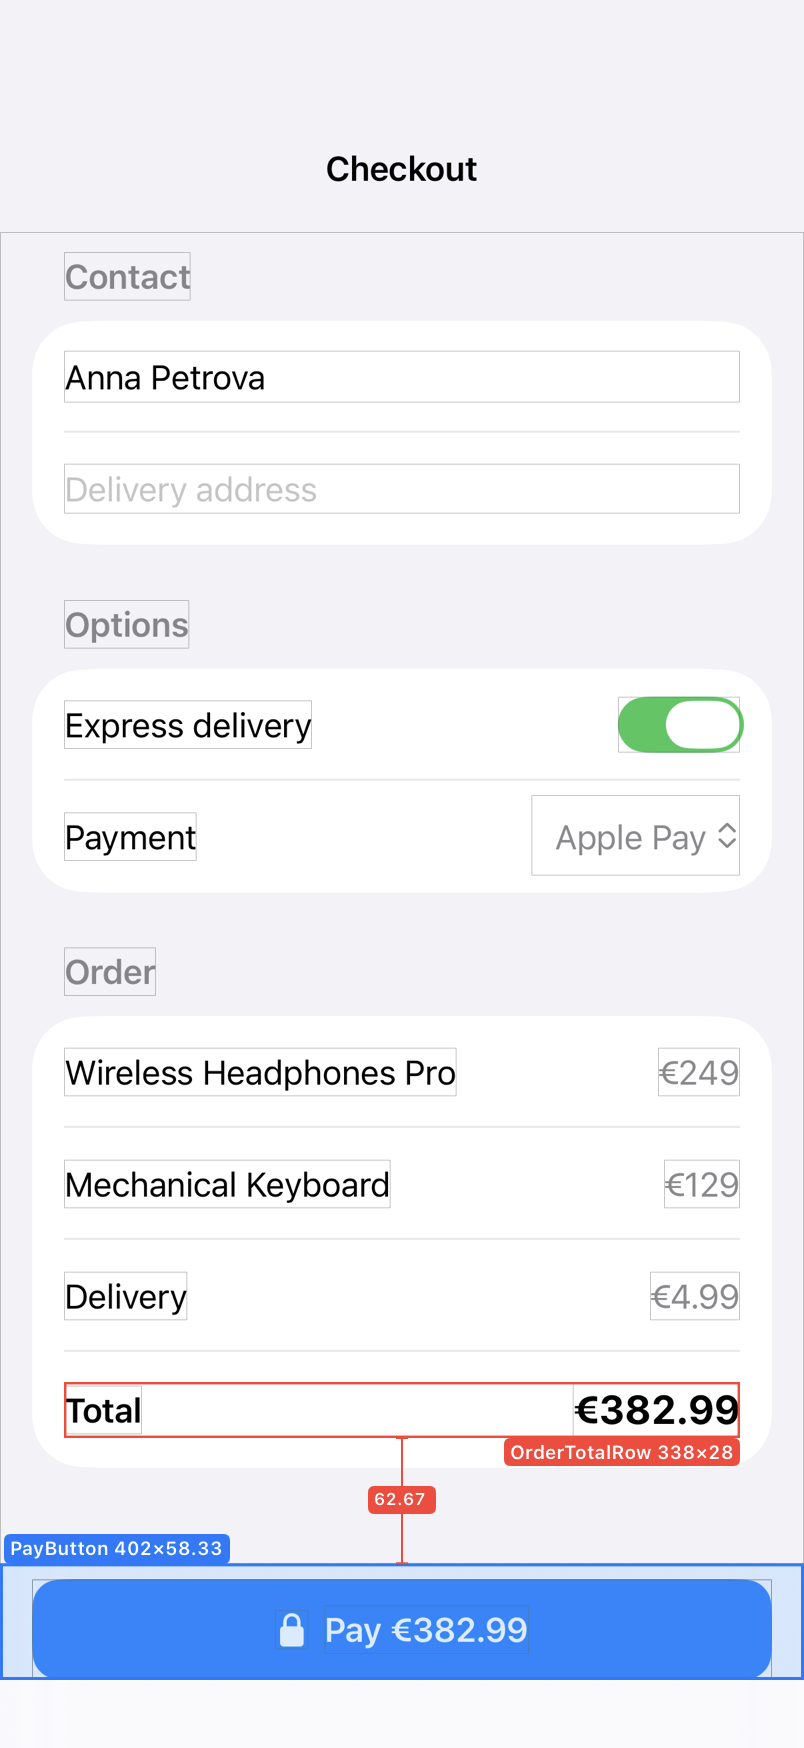 Checkout
Contact
Anna Petrova
Delivery address
Options
Express delivery
Payment
Apple Pay
Order
Wireless Headphones Pro €249
Mechanical Keyboard €129
Delivery €4.99
Total €382.99
OrderTotalRow 338×28
62.67
PayButton 402×58.33
Pay €382.99